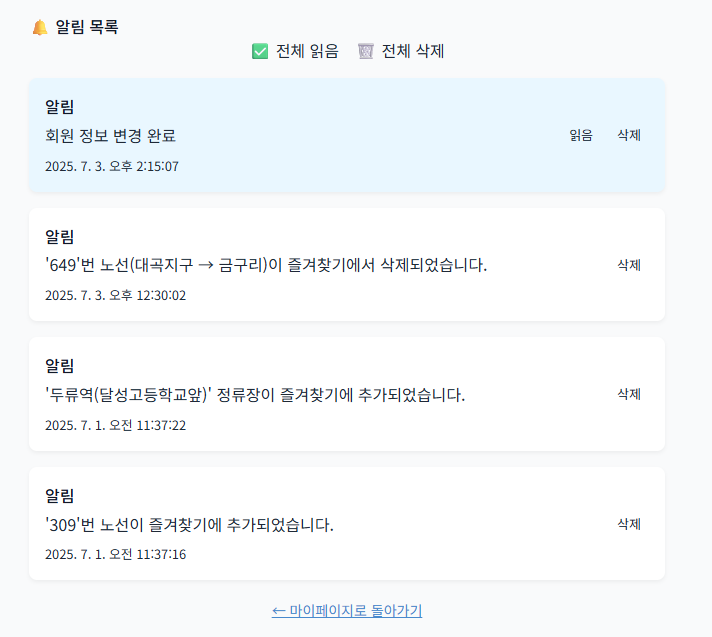 🔔 알림 목록
✅ 전체 읽음 🗑️ 전체 삭제
알림
회원 정보 변경 완료
읽음 삭제
2025. 7. 3. 오후 2:15:07
알림
'649'번 노선(대곡지구 → 금구리)이 즐겨찾기에서 삭제되었습니다.
삭제
2025. 7. 3. 오후 12:30:02
알림
'두류역(달성고등학교앞)' 정류장이 즐겨찾기에 추가되었습니다.
삭제
2025. 7. 1. 오전 11:37:22
알림
'309'번 노선이 즐겨찾기에 추가되었습니다.
삭제
2025. 7. 1. 오전 11:37:16
← 마이페이지로 돌아가기